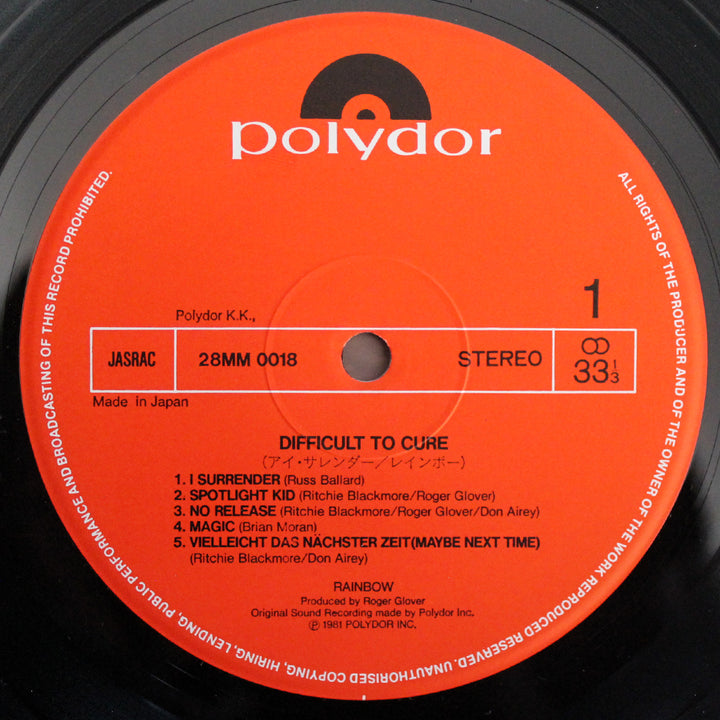 polydor
ALL RIGHTS OF THE PRODUCER AND OF THE OWNER OF THE WORK REPRODUCED RESERVED. UNAUTHORISED COPYING, HIRING, LENDING, PUBLIC PERFORMANCE AND BROADCASTING OF THIS RECORD PROHIBITED.
Polydor K.K.,
1
JASRAC
28MM 0018
STEREO
33 1/3
Made in Japan
DIFFICULT TO CURE
(アイ・サレンダー/レインボー)
1. I SURRENDER (Russ Ballard)
2. SPOTLIGHT KID (Ritchie Blackmore/Roger Glover)
3. NO RELEASE (Ritchie Blackmore/Roger Glover/Don Airey)
4. MAGIC (Brian Moran)
5. VIELLEICHT DAS NÄCHSTER ZEIT(MAYBE NEXT TIME)
(Ritchie Blackmore/Don Airey)
RAINBOW
Produced by Roger Glover
Original Sound Recording made by Polydor Inc.
Ⓟ 1981 POLYDOR INC.